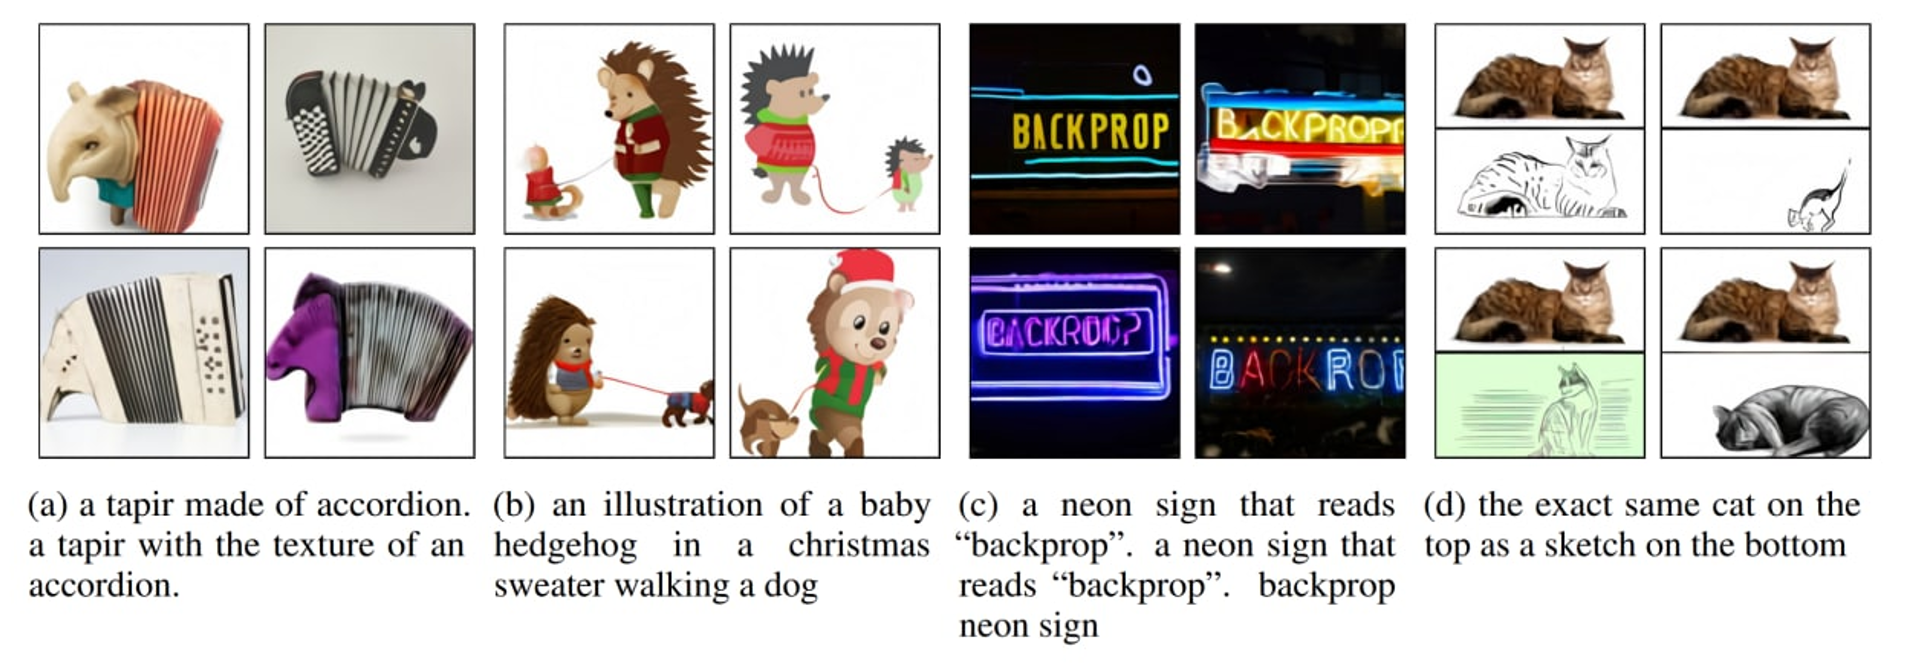 BACKPROP
BACKPROPP
BACKROP
(a) a tapir made of accordion.
a tapir with the texture of an
accordion.
(b) an illustration of a baby
hedgehog in a christmas
sweater walking a dog
(c) a neon sign that reads
“backprop”. a neon sign that
reads “backprop”. backprop
neon sign
(d) the exact same cat on the
top as a sketch on the bottom